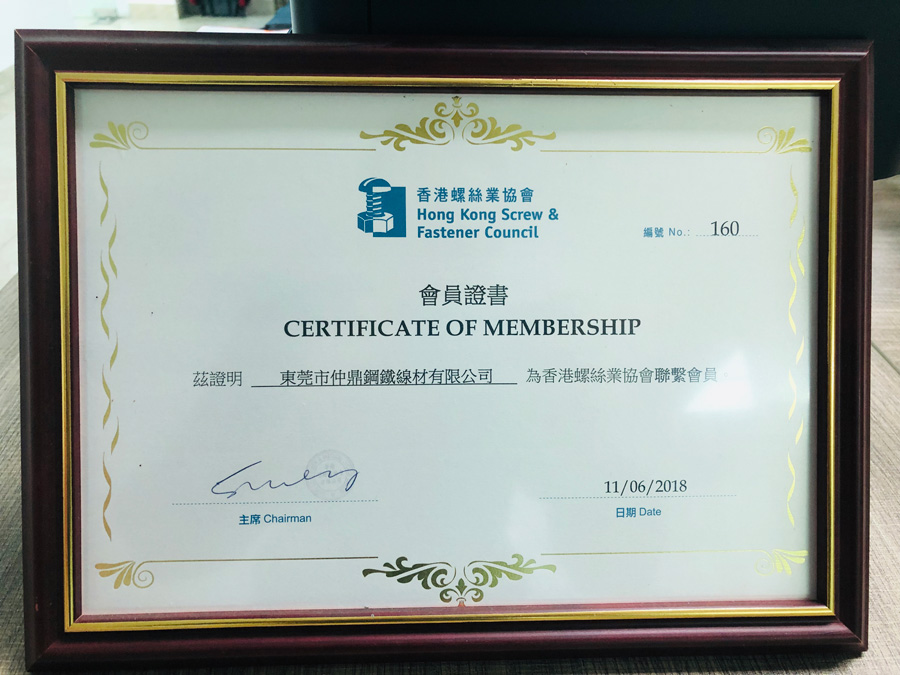 香港螺絲業協會
Hong Kong Screw &
Fastener Council
編號 No.: 160
會員證書
CERTIFICATE OF MEMBERSHIP
茲證明 東莞市仲鼎鋼鐵線材有限公司 為香港螺絲業協會聯繫會員
11/06/2018
主席 Chairman
日期 Date